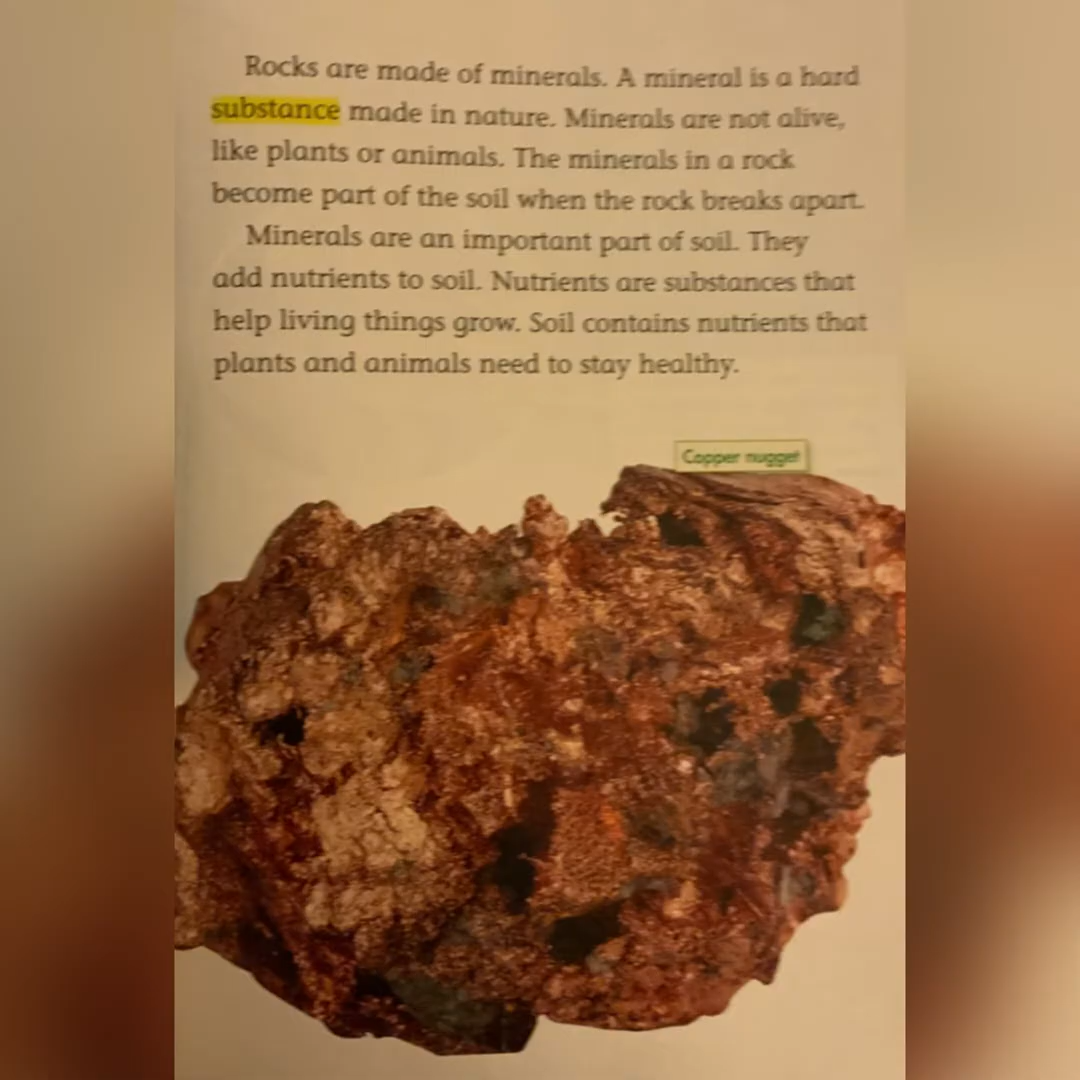 Rocks are made of minerals. A mineral is a hard
substance made in nature. Minerals are not alive,
like plants or animals. The minerals in a rock
become part of the soil when the rock breaks apart.
Minerals are an important part of soil. They
add nutrients to soil. Nutrients are substances that
help living things grow. Soil contains nutrients that
plants and animals need to stay healthy.
Copper nugget